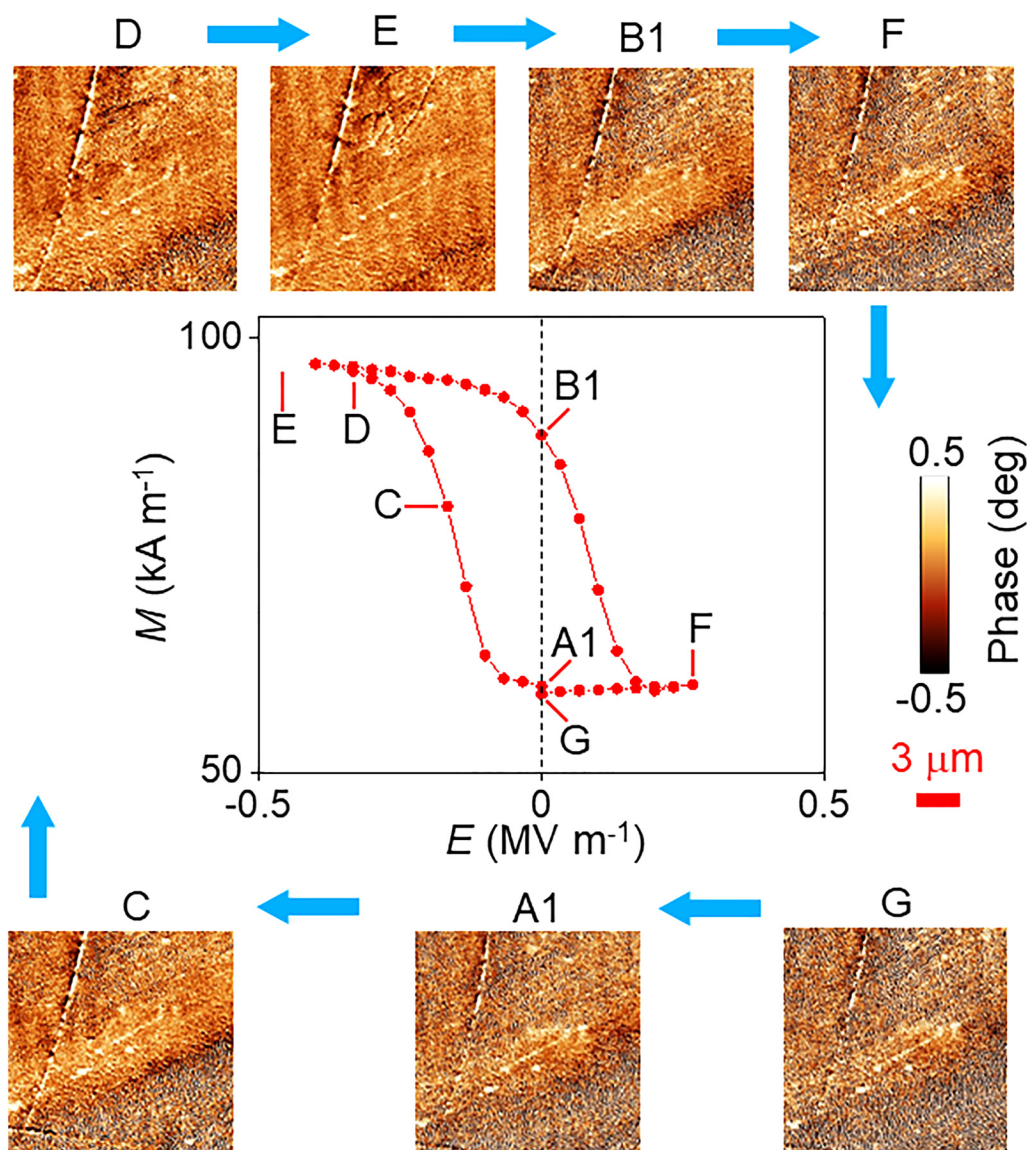 D E B1 F
100
B1
E D
0.5
C
M (kA m⁻¹)
Phase (deg)
A1 F
-0.5
G
50
3 μm
-0.5 0 0.5
E (MV m⁻¹)
C A1 G